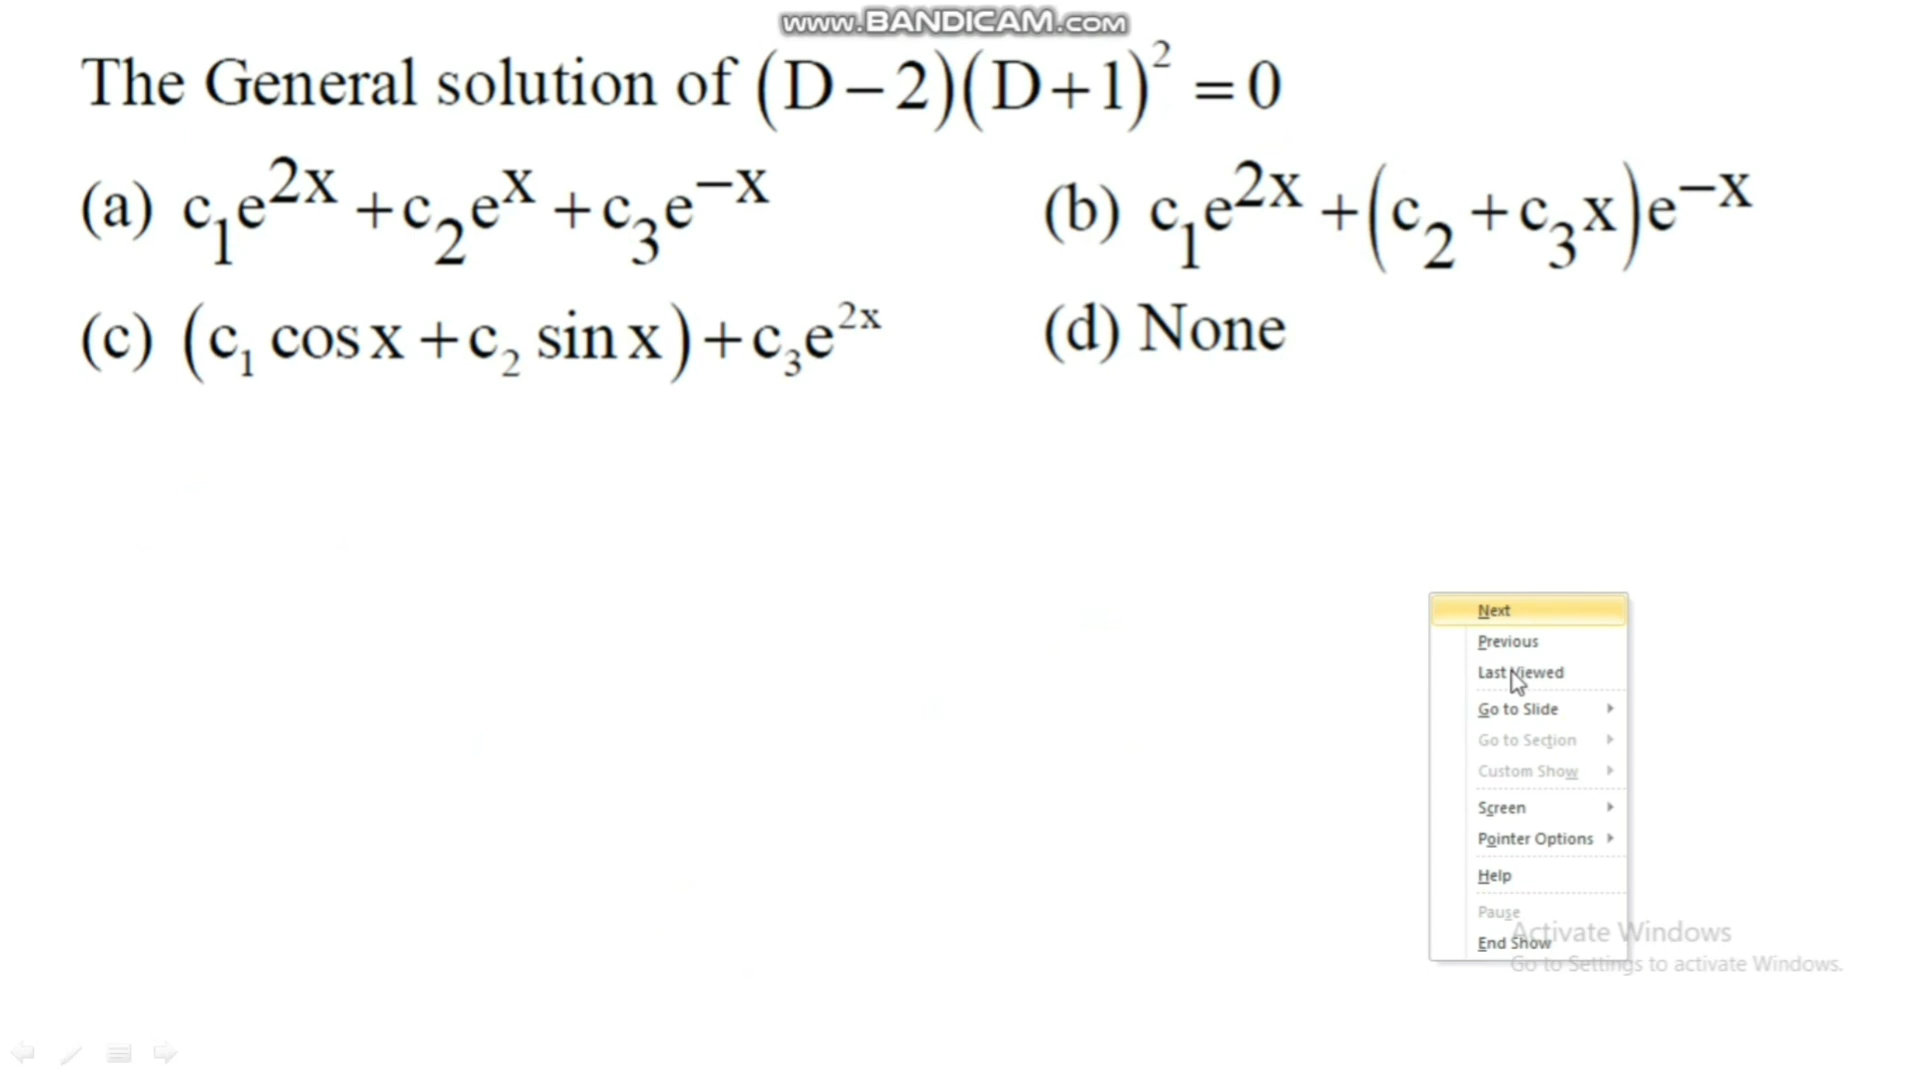 www.BANDICAM.com
The General solution of (D−2)(D+1)² = 0
(a) c₁e²ˣ + c₂eˣ + c₃e⁻ˣ (b) c₁e²ˣ + (c₂ + c₃x)e⁻ˣ
(c) (c₁ cos x + c₂ sin x) + c₃e²ˣ (d) None
Next
Previous
Last Viewed
Go to Slide
Go to Section
Custom Show
Screen
Pointer Options
Help
Pause
End Show
Activate Windows
Go to Settings to activate Windows.